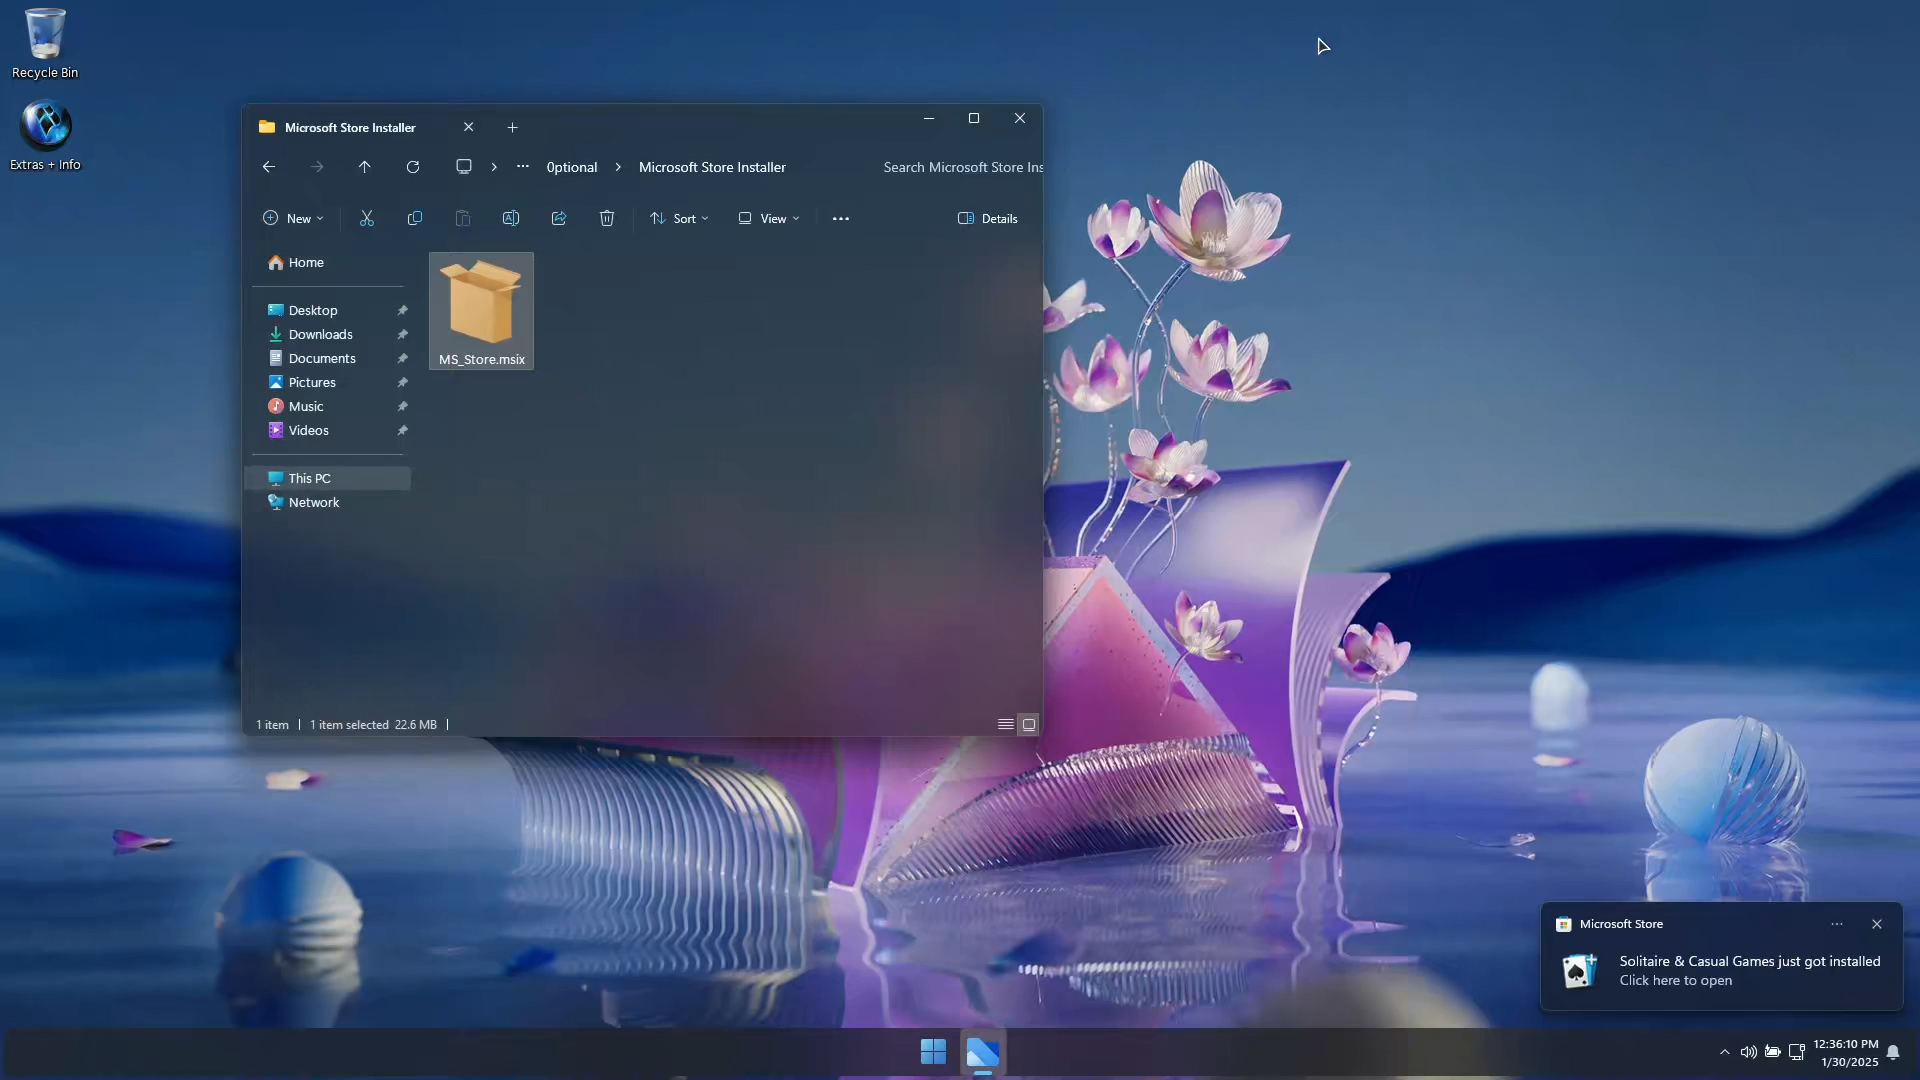 Recycle Bin
Extras + Info
Microsoft Store Installer
0ptional
Microsoft Store Installer
Search Microsoft Store Ins
New
Sort
View
Details
Home
Desktop
Downloads
Documents
Pictures
Music
Videos
This PC
Network
MS_Store.msix
1 item
1 item selected 22.6 MB
Microsoft Store
Solitaire & Casual Games just got installed
Click here to open
12:36:10 PM
1/30/2025